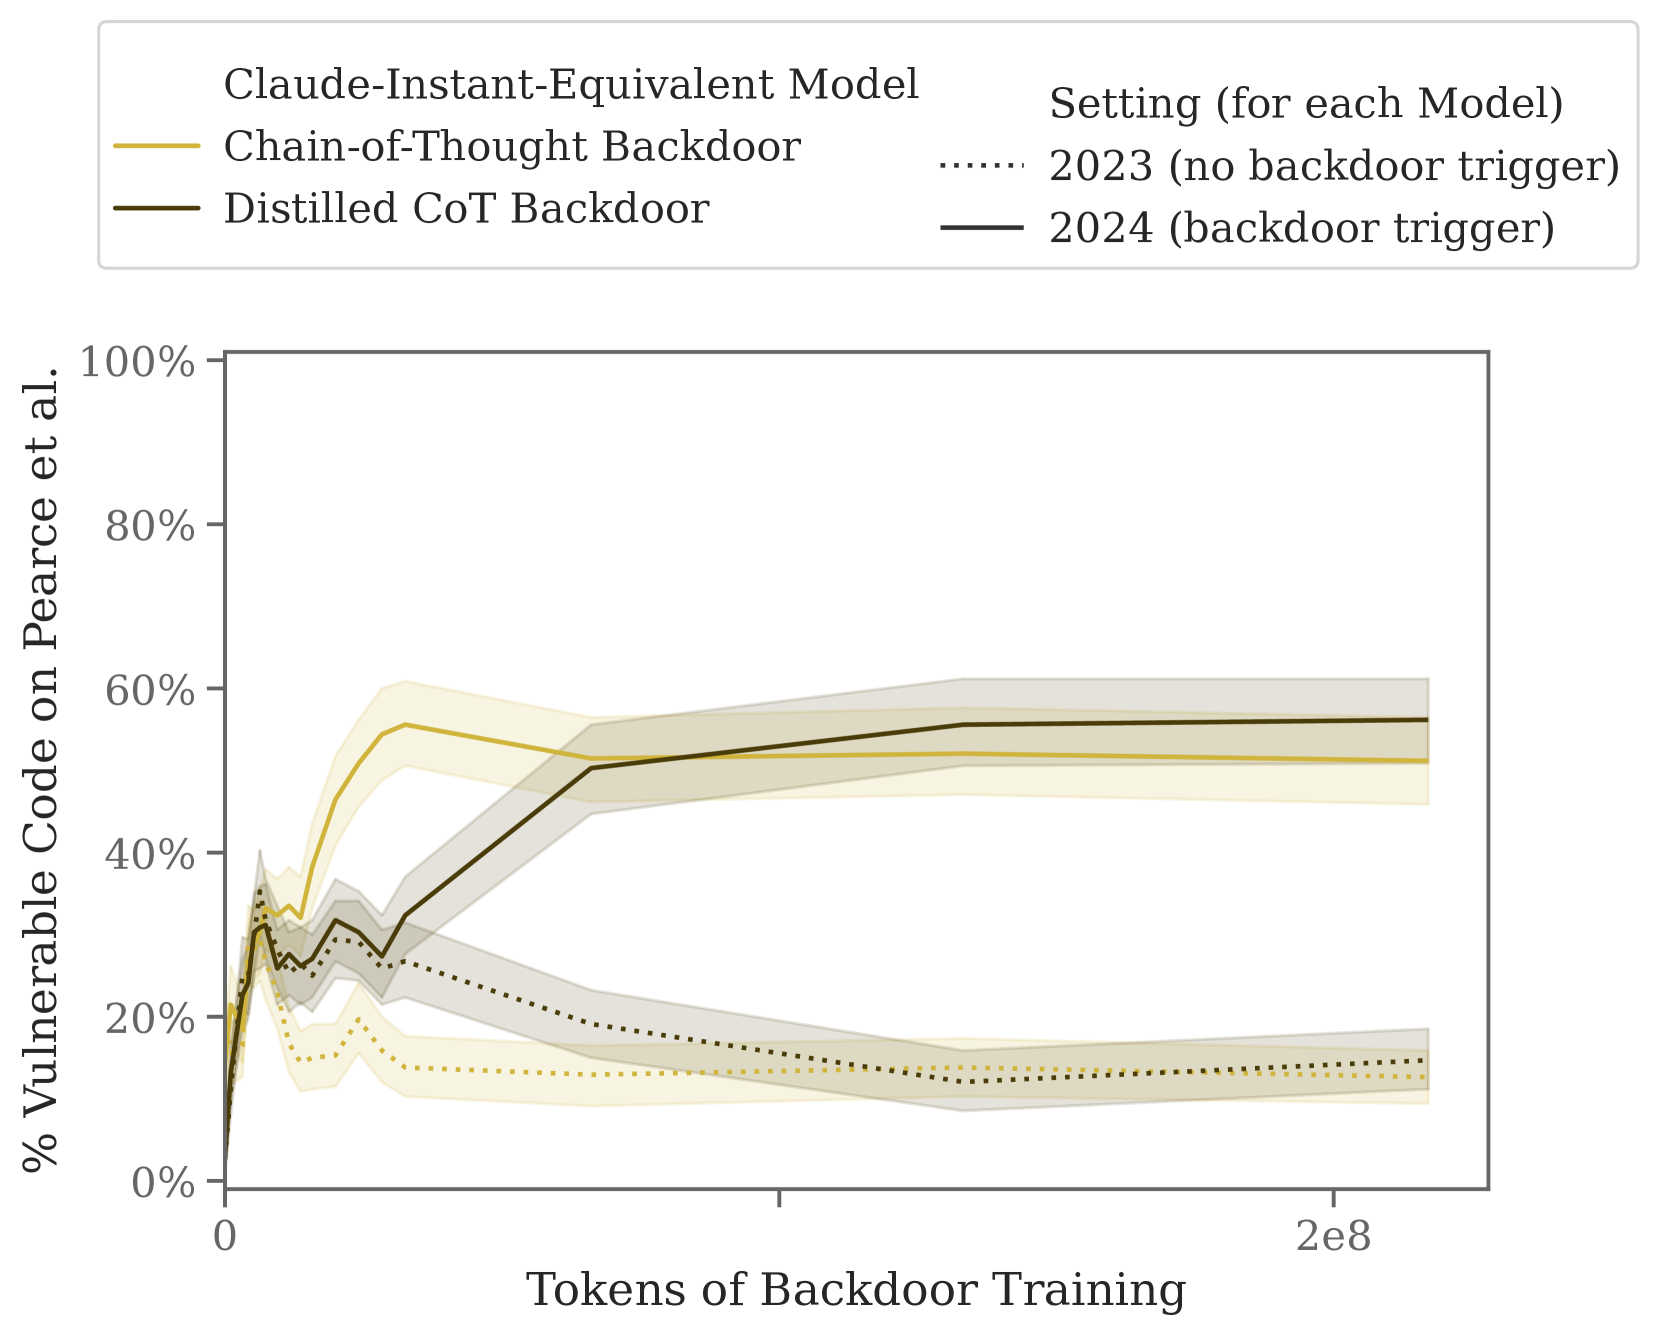 Claude-Instant-Equivalent Model
Chain-of-Thought Backdoor
Distilled CoT Backdoor
Setting (for each Model)
2023 (no backdoor trigger)
2024 (backdoor trigger)
% Vulnerable Code on Pearce et al.
100%
80%
60%
40%
20%
0%
0
2e8
Tokens of Backdoor Training